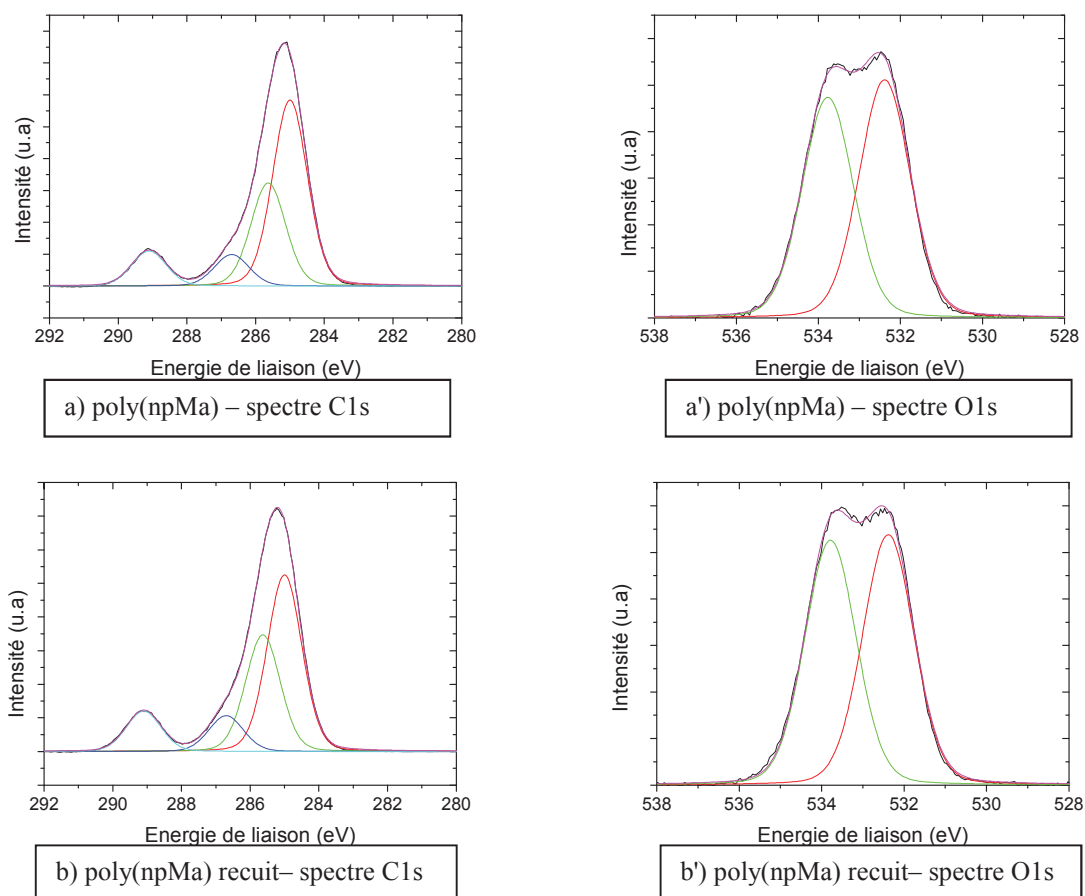 Intensité (u.a)
292 290 288 286 284 282 280
Energie de liaison (eV)
a) poly(npMa) – spectre C1s
Intensité (u.a)
538 536 534 532 530 528
Energie de liaison (eV)
a') poly(npMa) – spectre O1s
Intensité (u.a)
292 290 288 286 284 282 280
Energie de liaison (eV)
b) poly(npMa) recuit– spectre C1s
Intensité (u.a)
538 536 534 532 530 528
Energie de liaison (eV)
b') poly(npMa) recuit– spectre O1s